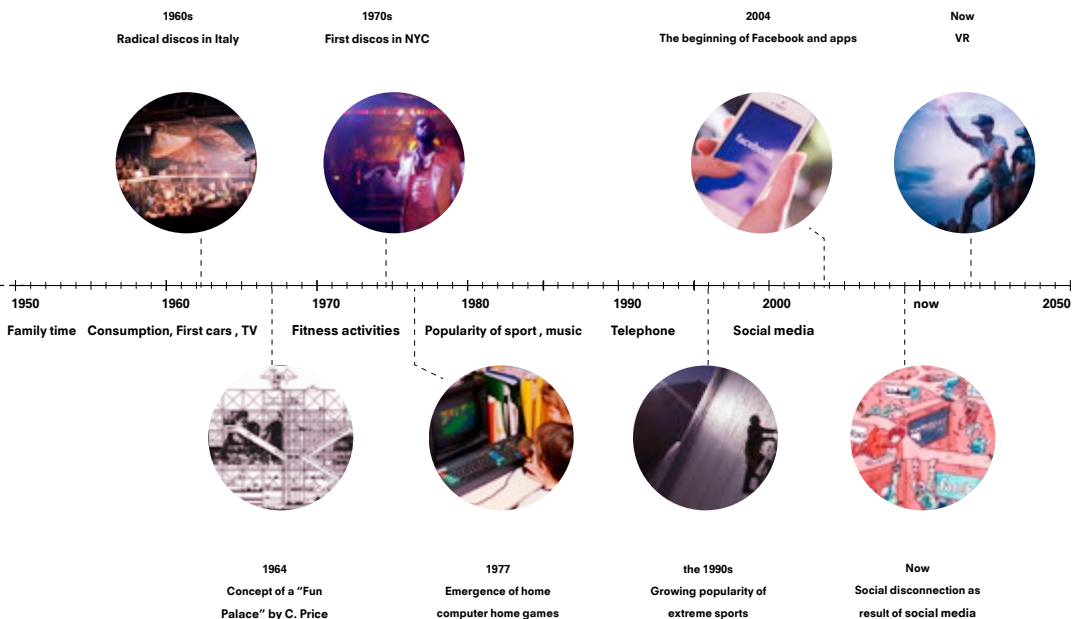 1960s
Radical discos in Italy
1970s
First discos in NYC
2004
The beginning of Facebook and apps
Now
VR
facebook
1950
1960
1970
1980
1990
2000
now
2050
Family time
Consumption, First cars , TV
Fitness activities
Popularity of sport , music
Telephone
Social media
1964
Concept of a “Fun
Palace” by C. Price
1977
Emergence of home
computer home games
the 1990s
Growing popularity of
extreme sports
Now
Social disconnection as
result of social media